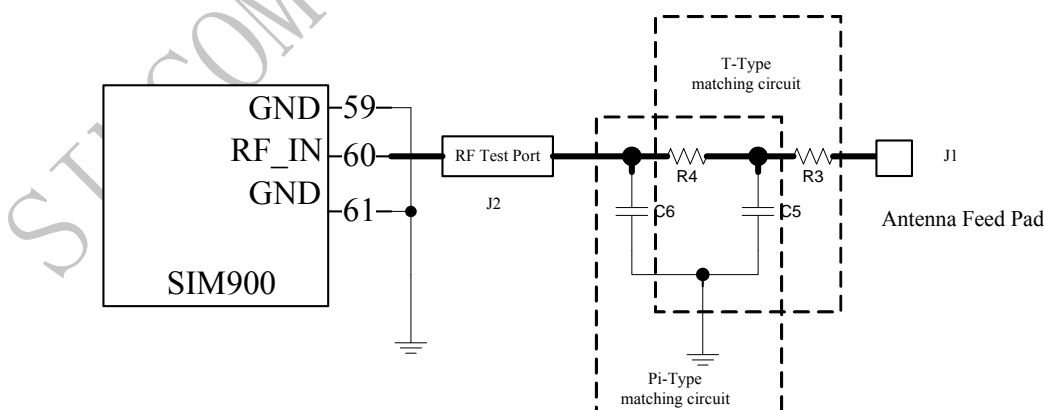 SIMCOM
T-Type
matching circuit
GND 59
RF_IN 60
GND
61
SIM900
RF Test Port
J2
R4
R3
J1
C6
C5
Antenna Feed Pad
Pi-Type
matching circuit